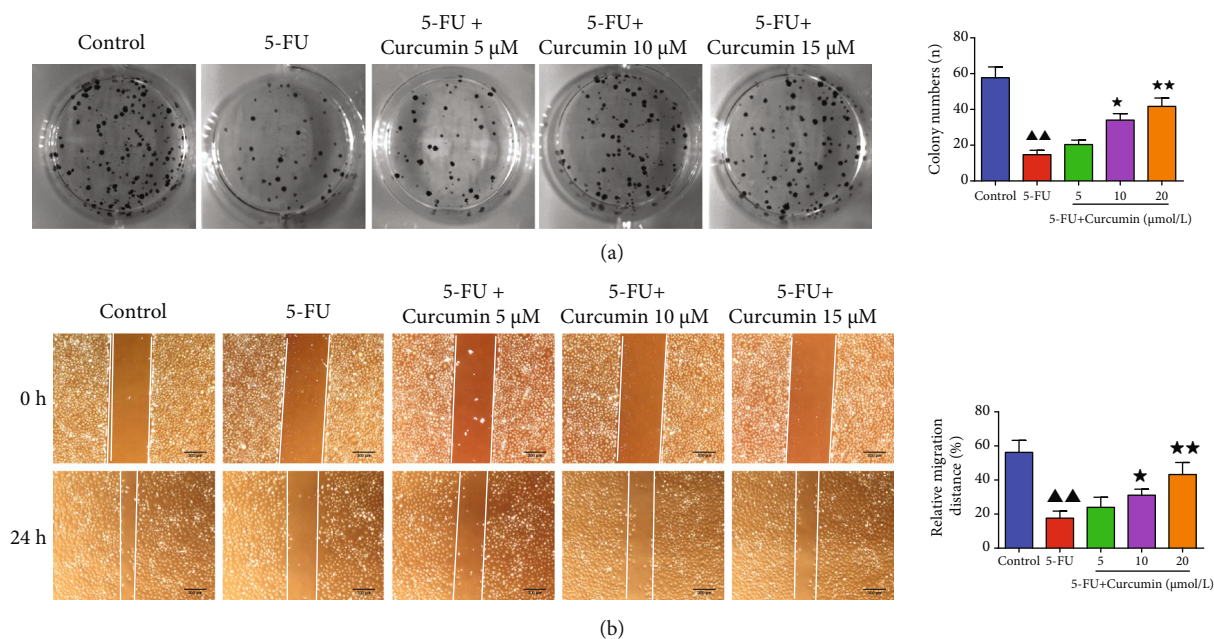 Control
5-FU
5-FU +
Curcumin 5 µM
5-FU+
Curcumin 10 µM
5-FU+
Curcumin 15 µM
Colony numbers (n)
80
60
40
20
0
★
★★
▲▲
Control
5-FU
5
10
20
5-FU+Curcumin (µmol/L)
(a)
Control
5-FU
5-FU +
Curcumin 5 µM
5-FU+
Curcumin 10 µM
5-FU+
Curcumin 15 µM
0 h
24 h
Relative migration
distance (%)
80
60
40
20
0
▲▲
★
★★
Control
5-FU
5
10
20
5-FU+Curcumin (µmol/L)
(b)